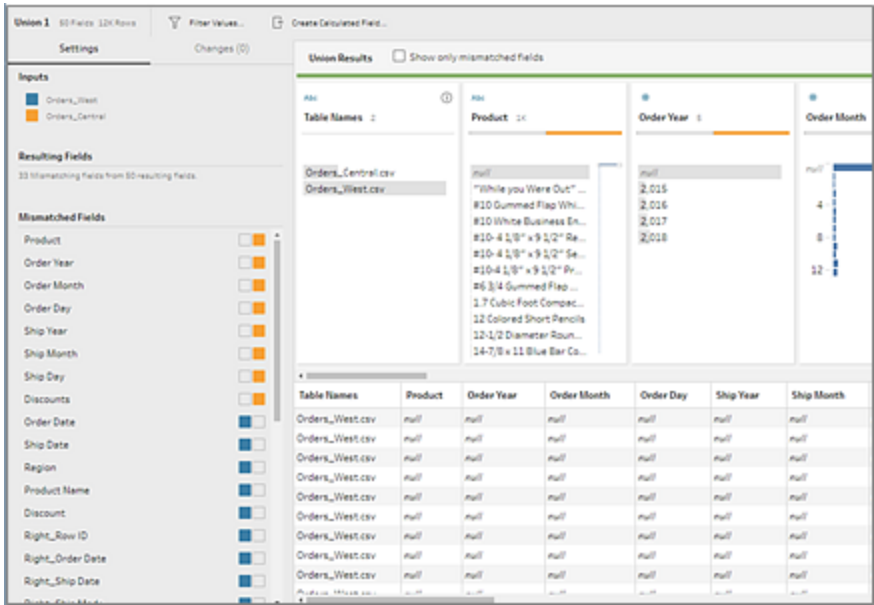 Union 1 50 Fields 12K Rows Filter Values... Create Calculated Field...
Settings Changes (0)
Inputs
Orders_West
Orders_Central
Resulting Fields
33 Mismatching fields from 50 resulting fields.
Mismatched Fields
Product
Order Year
Order Month
Order Day
Ship Year
Ship Month
Ship Day
Discounts
Order Date
Ship Date
Region
Product Name
Discount
Right_Row ID
Right_Order Date
Right_Ship Date
Right_Ship Mode
Union Results Show only mismatched fields
Abc
Table Names 2
Orders_Central.csv
Orders_West.csv
Abc
Product 1K
null
"While you Were Out" ...
#10 Gummed Flap Whi...
#10 White Business En...
#10- 4 1/8" x 9 1/2" Re...
#10- 4 1/8" x 9 1/2" Se...
#10-4 1/8" x 9 1/2" Pr...
#6 3/4 Gummed Flap ...
1.7 Cubic Foot Compac...
12 Colored Short Pencils
12-1/2 Diameter Roun...
14-7/8 x 11 Blue Bar Co...
#
Order Year 5
null
2,015
2,016
2,017
2,018
#
Order Month
null
4
8
12
Table Names Product Order Year Order Month Order Day Ship Year Ship Month
Orders_West.csv null null null null null null
Orders_West.csv null null null null null null
Orders_West.csv null null null null null null
Orders_West.csv null null null null null null
Orders_West.csv null null null null null null
Orders_West.csv null null null null null null
Orders_West.csv null null null null null null
Orders_West.csv null null null null null null
Orders_West.csv null null null null null null